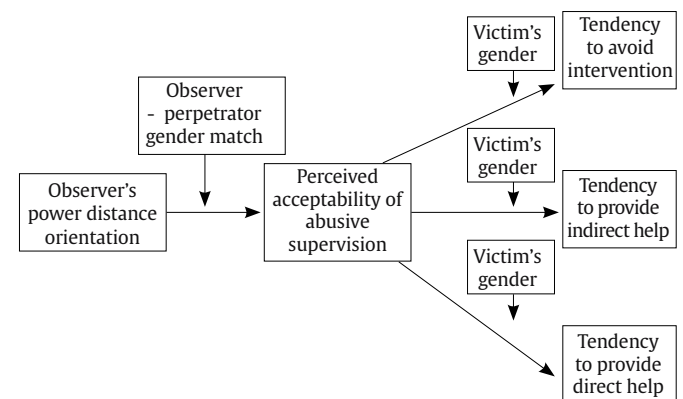 Victim's
gender
Tendency
to avoid
intervention
Observer
- perpetrator
gender match
Victim's
gender
Observer's
power distance
orientation
Perceived
acceptability of
abusive
supervision
Tendency
to provide
indirect help
Victim's
gender
Tendency
to provide
direct help